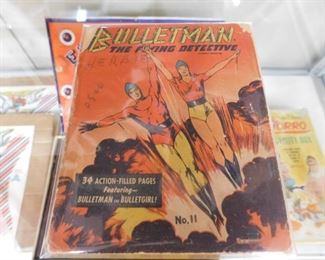 BULLETMAN
THE FLYING DETECTIVE
34 ACTION-FILLED PAGES
Featuring—
BULLETMAN AND BULLETGIRL!
No. 11
ZORRO